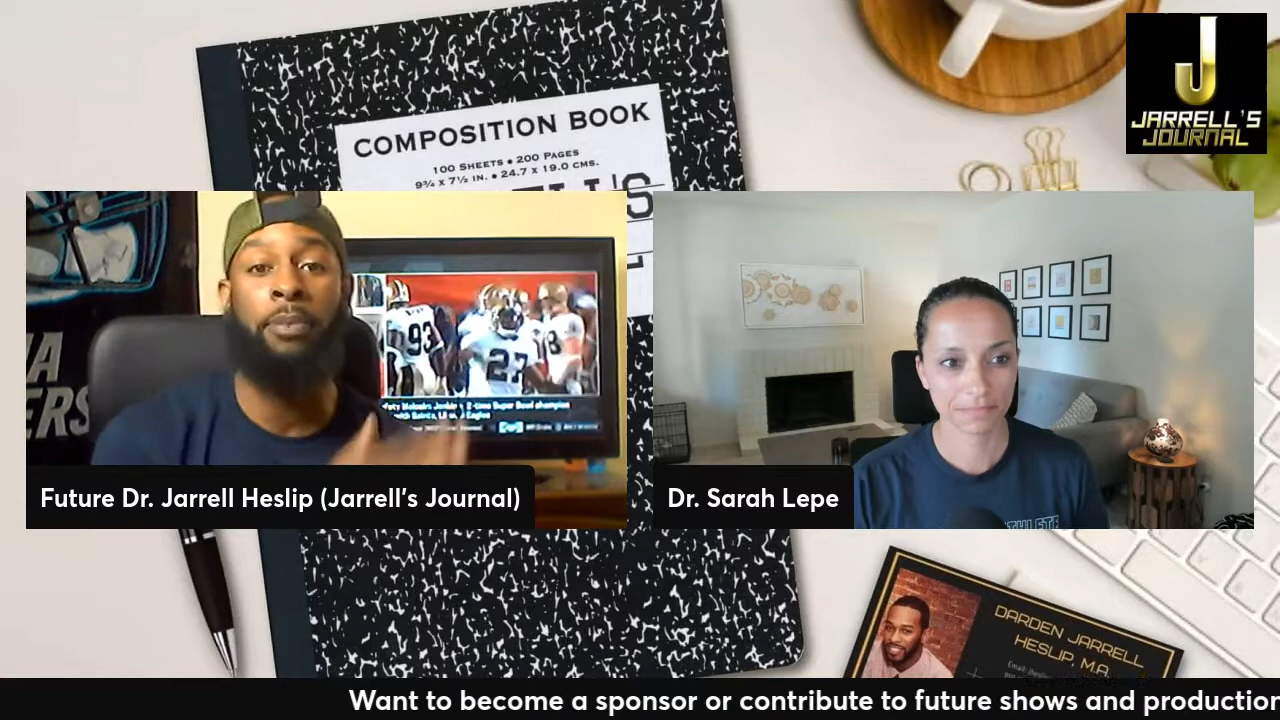 COMPOSITION BOOK
100 SHEETS • 200 PAGES
9¾ x 7½ IN. • 24.7 x 19.0 CMS.
J
JARRELL'S
JOURNAL
93
27
Future Dr. Jarrell Heslip (Jarrell's Journal)
Dr. Sarah Lepe
DARDEN JARRELL
HESLIP, M.A.
Want to become a sponsor or contribute to future shows and production